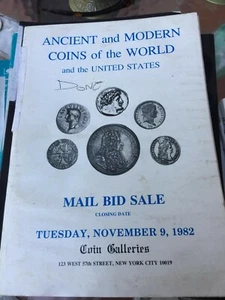 ANCIENT and MODERN
COINS of the WORLD
and the UNITED STATES
Done
MAIL BID SALE
CLOSING DATE
TUESDAY, NOVEMBER 9, 1982
Coin Galleries
123 WEST 57th STREET, NEW YORK CITY 10019